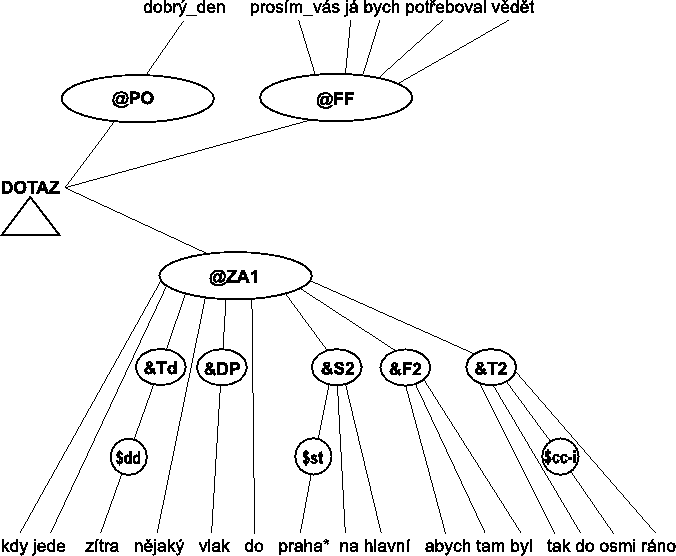 dobrý_den prosím_vás já bych potřeboval vědět
@PO @FF
DOTAZ
@ZA1
&Td &DP &S2 &F2 &T2
$dd $st $cc-i
kdy jede zítra nějaký vlak do praha* na hlavní abych tam byl tak do osmi ráno